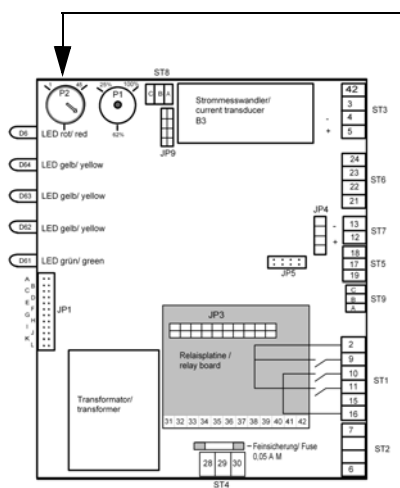 ST8
1 45
P2
25% 100%
P1
62%
C B A
Strommesswandler/
current transducer
B3
-
+
42
3
4
5
ST3
D6 LED rot/ red
JP9
D64 LED gelb/ yellow
24
23
22
21
ST6
D63 LED gelb/ yellow
JP4
D62 LED gelb/ yellow
-
+
13
12
ST7
D61 LED grün/ green
JP5
18
17
19
ST5
A
B
C
D
E
F
G
H
I
J
K
L
JP1
C
B
A
ST9
JP3
Relaisplatine /
relay board
2
9
10
11
15
16
ST1
Transformator/
transformer
31 32 33 34 35 36 37 38 39 40 41 42
7
6
ST2
Feinsicherung/ Fuse
0,05 A M
28 29 30
ST4